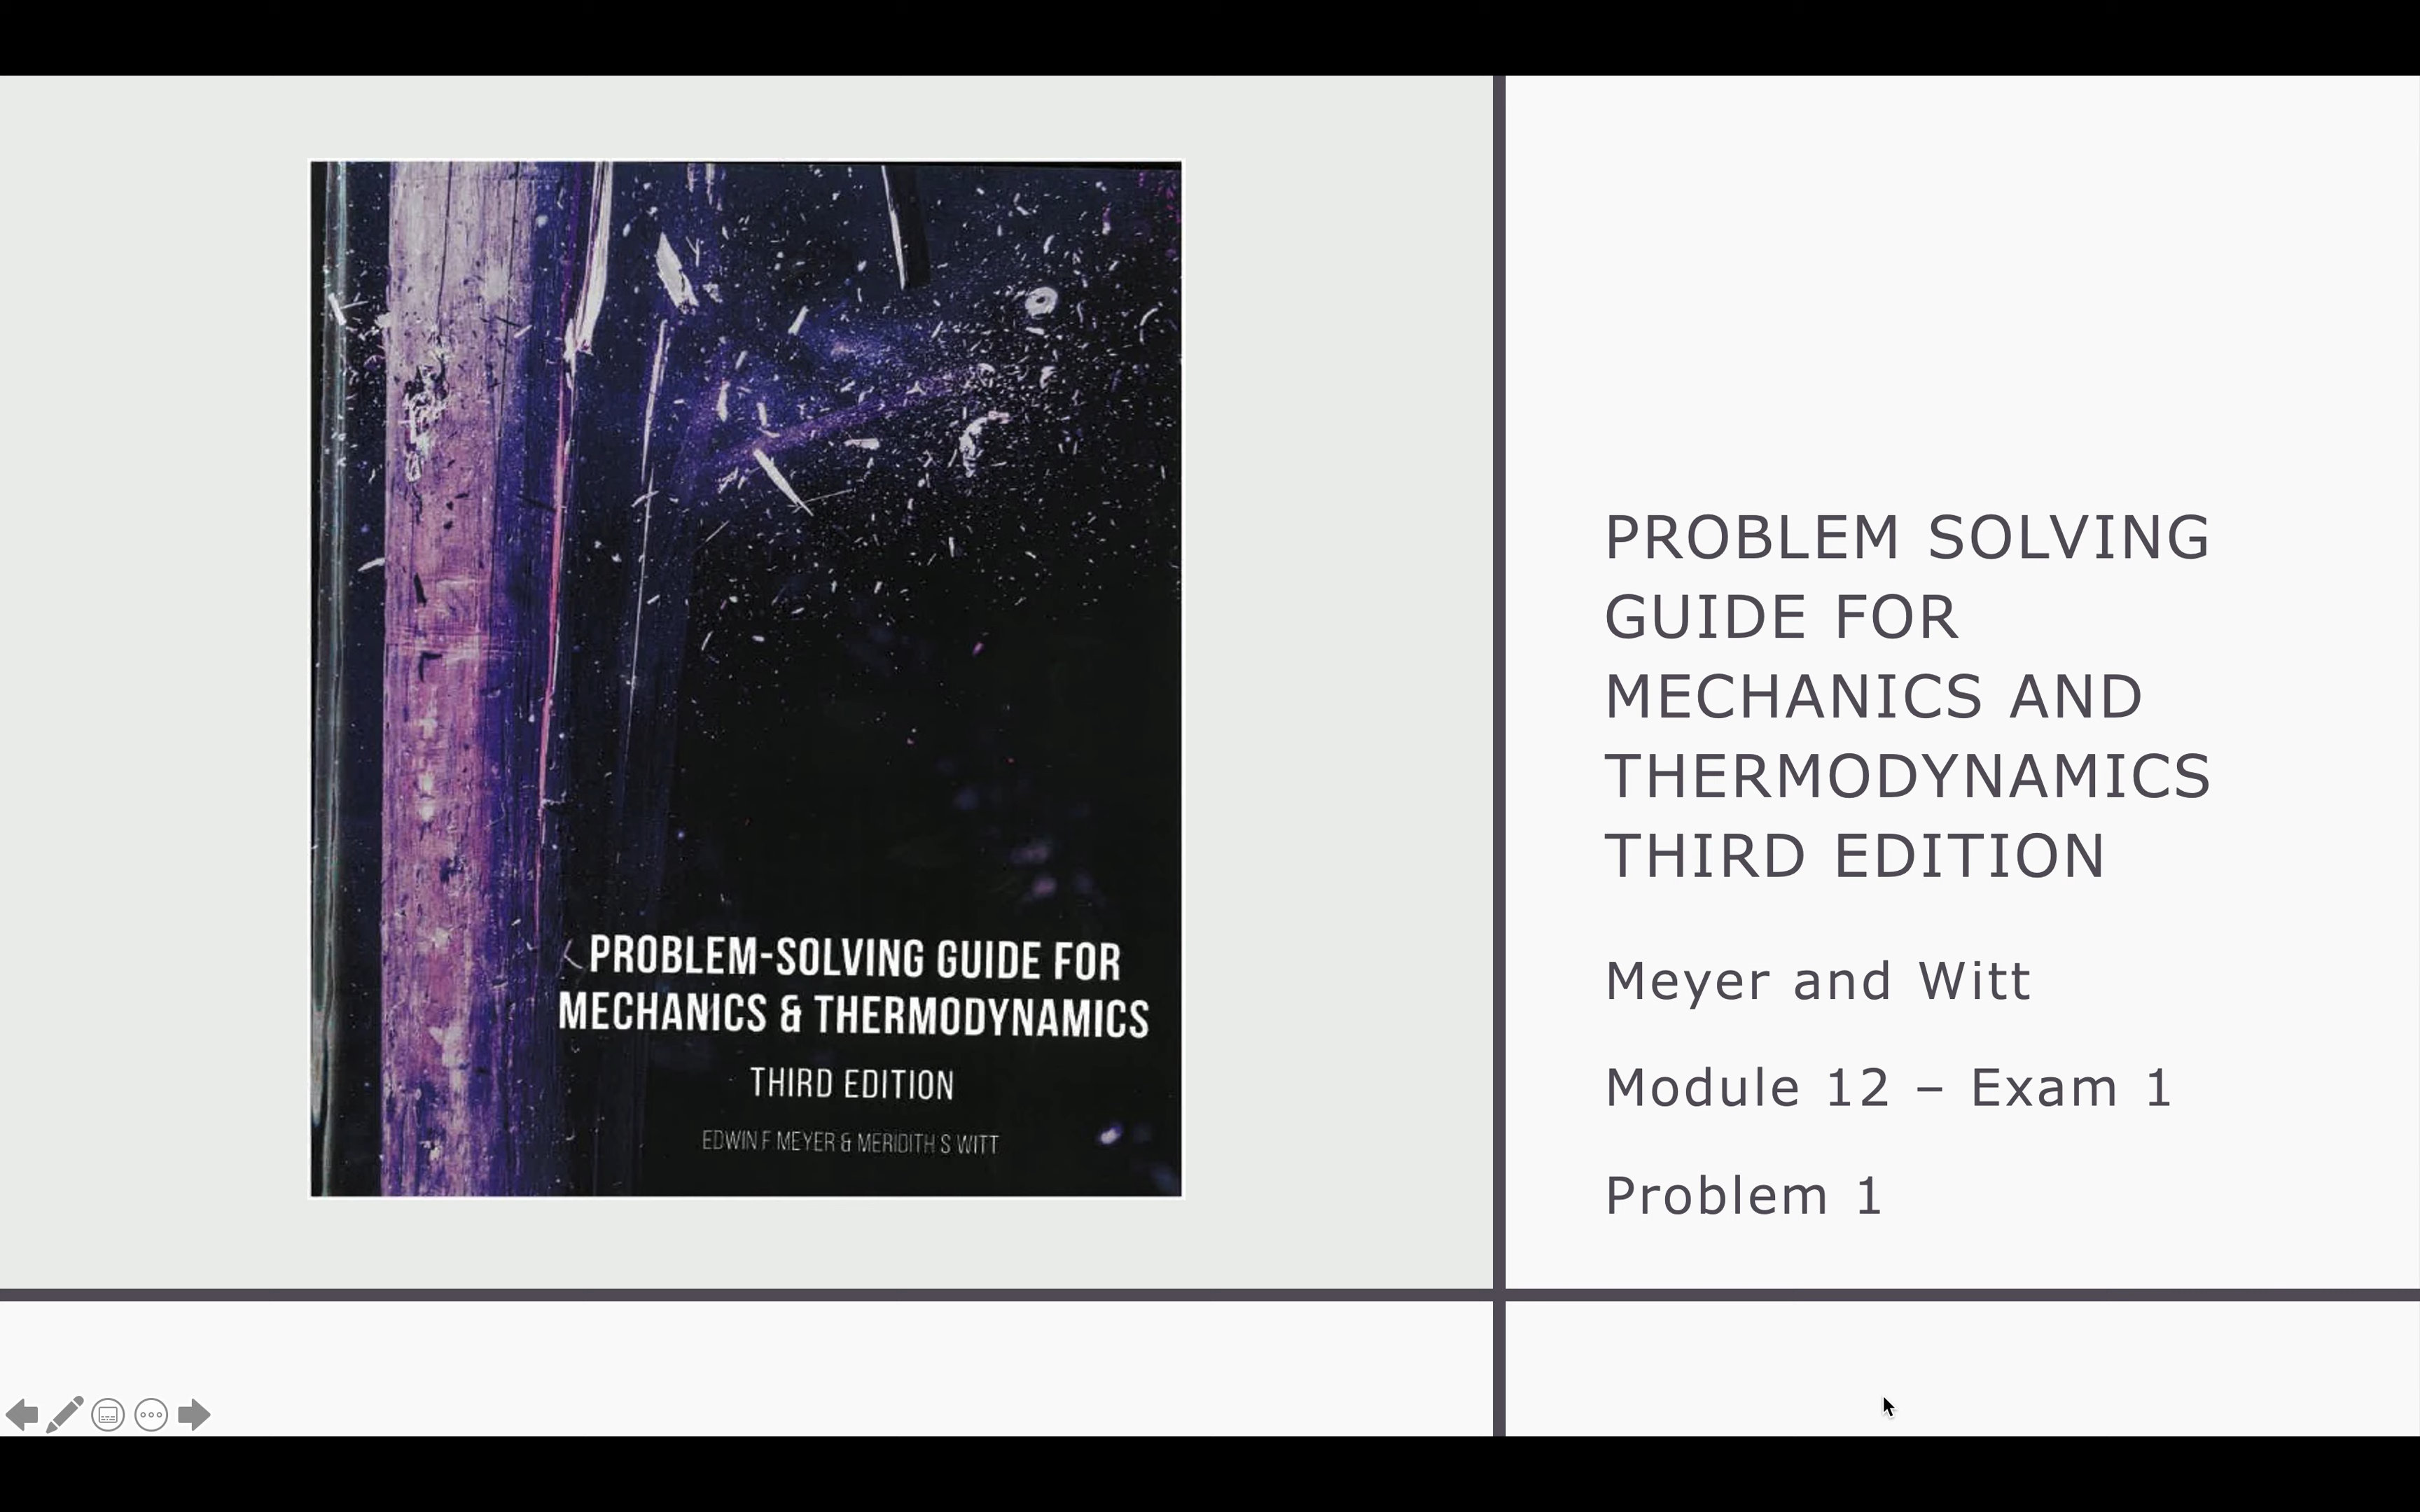 PROBLEM-SOLVING GUIDE FOR
MECHANICS & THERMODYNAMICS
THIRD EDITION
EDWIN F MEYER & MERIDITH S WITT
PROBLEM SOLVING
GUIDE FOR
MECHANICS AND
THERMODYNAMICS
THIRD EDITION
Meyer and Witt
Module 12 – Exam 1
Problem 1